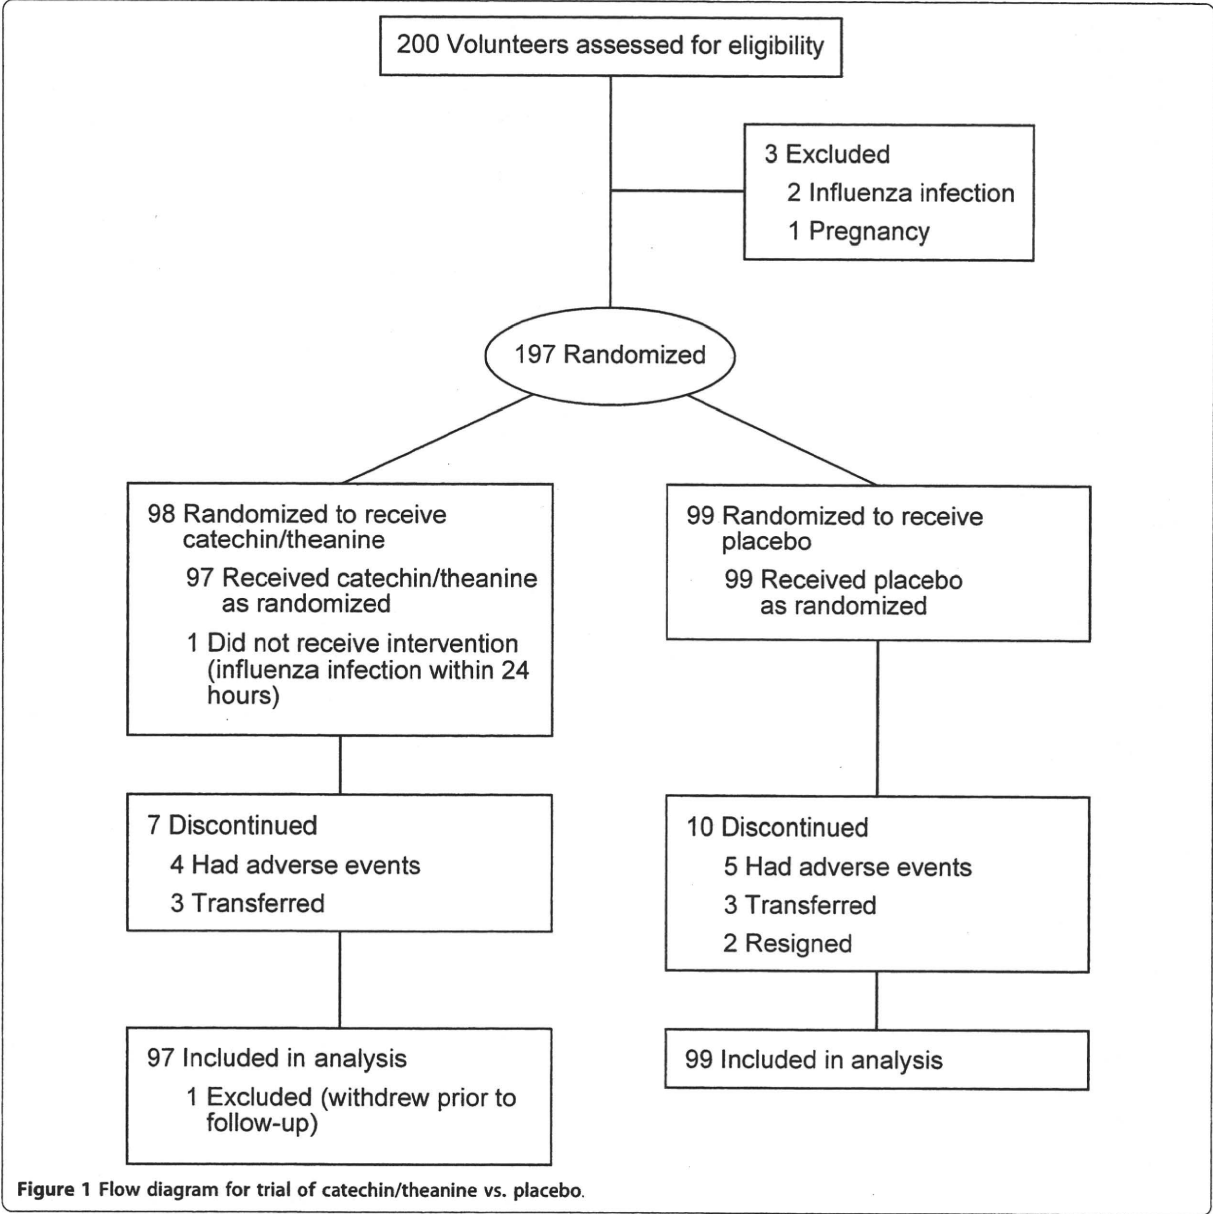 200 Volunteers assessed for eligibility
3 Excluded
2 Influenza infection
1 Pregnancy
197 Randomized
98 Randomized to receive
catechin/theanine
97 Received catechin/theanine
as randomized
1 Did not receive intervention
(influenza infection within 24
hours)
99 Randomized to receive
placebo
99 Received placebo
as randomized
7 Discontinued
4 Had adverse events
3 Transferred
10 Discontinued
5 Had adverse events
3 Transferred
2 Resigned
97 Included in analysis
1 Excluded (withdrew prior to
follow-up)
99 Included in analysis
Figure 1 Flow diagram for trial of catechin/theanine vs. placebo.